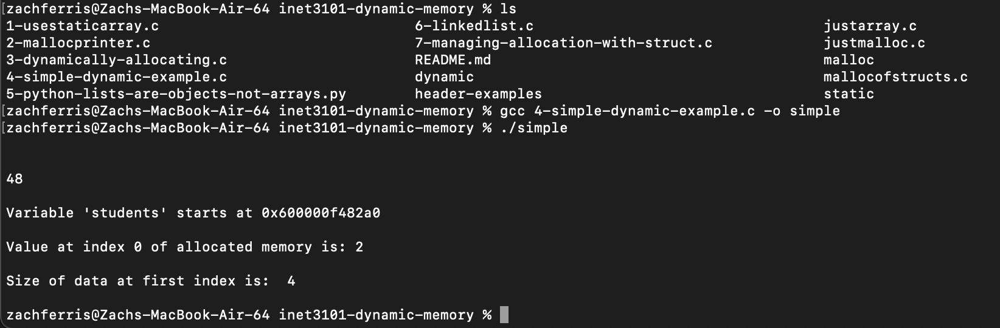 [zachferris@Zachs-MacBook-Air-64 inet3101-dynamic-memory % ls
1-usestaticarray.c 6-linkedlist.c justarray.c
2-mallocprinter.c 7-managing-allocation-with-struct.c justmalloc.c
3-dynamically-allocating.c README.md malloc
4-simple-dynamic-example.c dynamic mallocofstructs.c
5-python-lists-are-objects-not-arrays.py header-examples static
[zachferris@Zachs-MacBook-Air-64 inet3101-dynamic-memory % gcc 4-simple-dynamic-example.c -o simple
[zachferris@Zachs-MacBook-Air-64 inet3101-dynamic-memory % ./simple
48
Variable 'students' starts at 0x600000f482a0
Value at index 0 of allocated memory is: 2
Size of data at first index is:  4
zachferris@Zachs-MacBook-Air-64 inet3101-dynamic-memory %